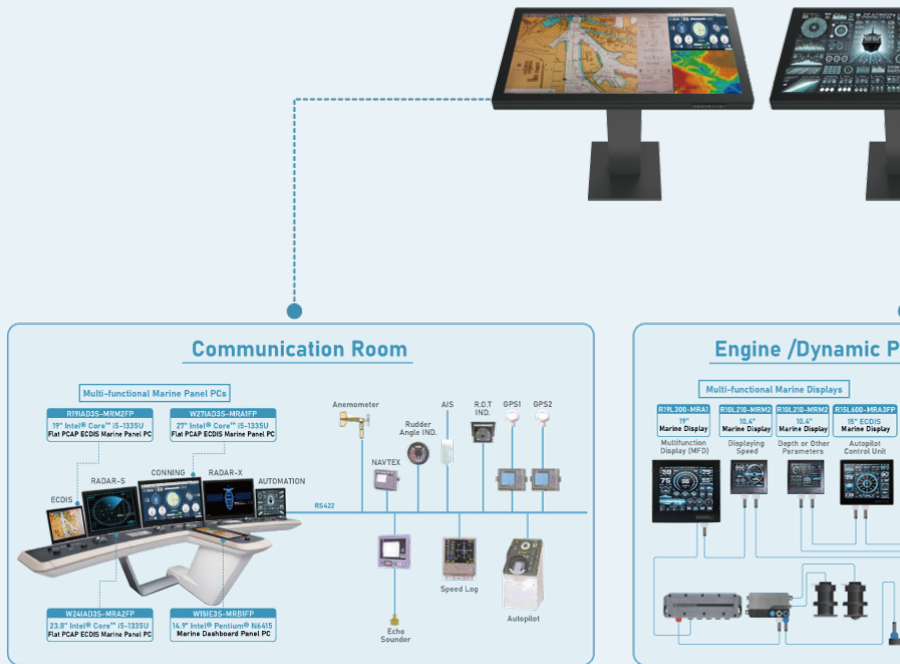 Communication Room
Multi-functional Marine Panel PCs
R19IAD3S-MRM2FP
19" Intel® Core™ i5-1335U
Flat PCAP ECDIS Marine Panel PC
W27IAD3S-MRA1FP
27" Intel® Core™ i5-1335U
Flat PCAP ECDIS Marine Panel PC
ECDIS
RADAR-S
CONNING
RADAR-X
AUTOMATION
W24IAD3S-MRA2FP
23.8" Intel® Core™ i5-1335U
Flat PCAP ECDIS Marine Panel PC
W15IE3S-MRB1FP
14.9" Intel® Pentium® N6415
Marine Dashboard Panel PC
RS422
Anemometer
NAVTEX
Rudder
Angle IND.
AIS
R.O.T
IND.
GPS1
GPS2
Echo
Sounder
Speed Log
Autopilot
Engine /Dynamic P
Multi-functional Marine Displays
R19L300-MRA1
19"
Marine Display
Multifunction
Display (MFD)
R10L210-MRM2
10.4"
Marine Display
Displaying
Speed
R10L210-MRM2
10.4"
Marine Display
Depth or Other
Parameters
R15L600-MRA3FP
15" ECDIS
Marine Display
Autopilot
Control Unit